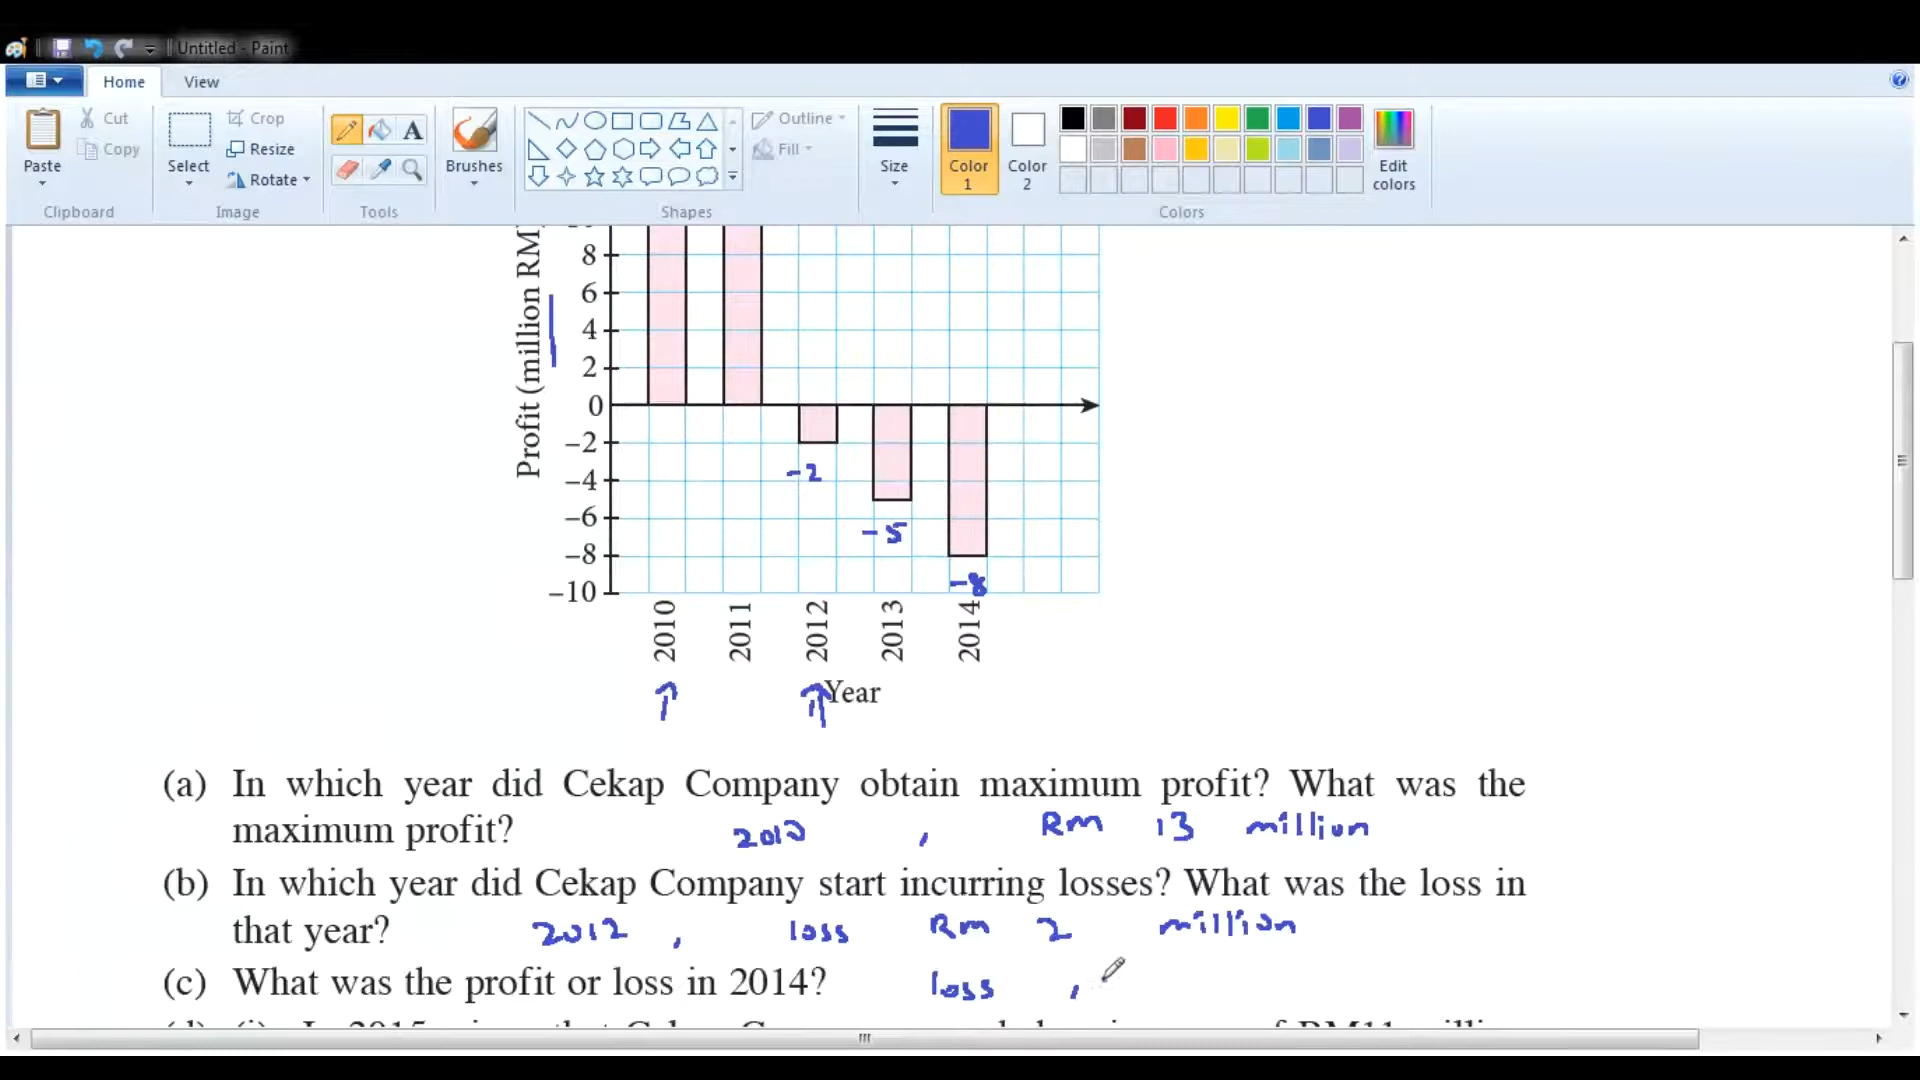 Untitled - Paint
Home View
Paste
Cut
Copy
Clipboard
Select
Crop
Resize
Rotate
Image
A
Tools
Brushes
Shapes
Outline
Fill
Size
Color 1
Color 2
Edit colors
Colors
Profit (million RM)
8
6
4
2
0
−2
−4
−6
−8
−10
-2
-5
-8
2010 2011 2012 2013 2014
Year
(a) In which year did Cekap Company obtain maximum profit? What was the
maximum profit? 2010 , Rm 13 million
(b) In which year did Cekap Company start incurring losses? What was the loss in
that year? 2012 , loss Rm 2 million
(c) What was the profit or loss in 2014? loss ,